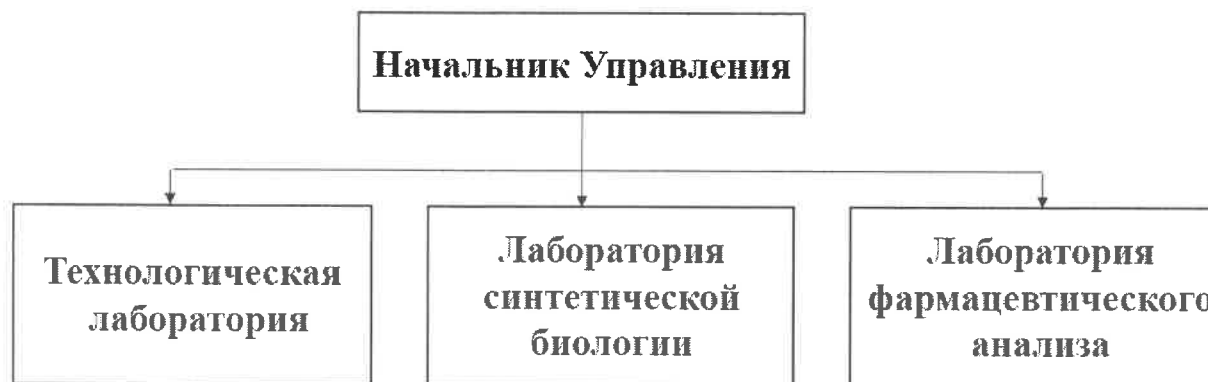 Начальник Управления
Технологическая
лаборатория
Лаборатория
синтетической
биологии
Лаборатория
фармацевтического
анализа